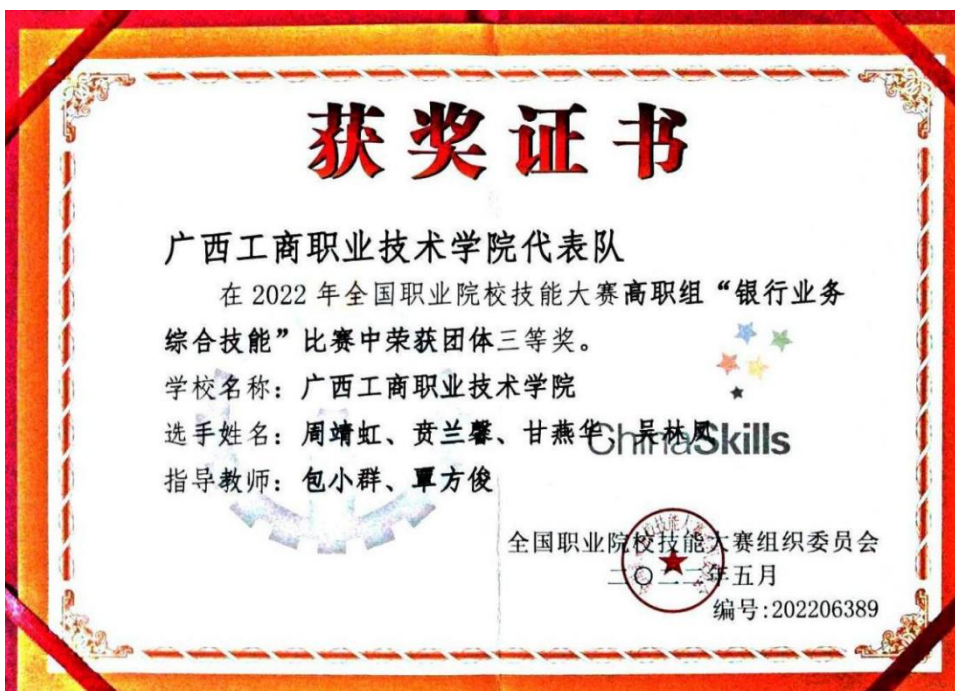 获奖证书
广西工商职业技术学院代表队
在 2022 年全国职业院校技能大赛高职组“银行业务
综合技能”比赛中荣获团体三等奖。
学校名称：广西工商职业技术学院
选手姓名：周靖虹、贲兰馨、甘燕华、吴林凤
ChinaSkills
指导教师：包小群、覃方俊
全国职业院校技能大赛组织委员会
二〇二二年五月
编号:202206389